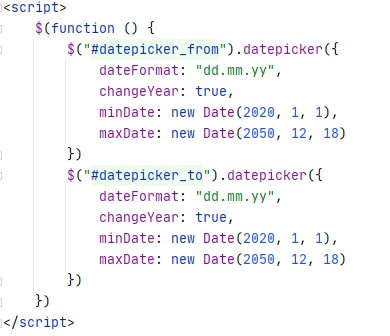 <script>
$(function () {
$("#datepicker_from").datepicker({
dateFormat: "dd.mm.yy",
changeYear: true,
minDate: new Date(2020, 1, 1),
maxDate: new Date(2050, 12, 18)
})
$("#datepicker_to").datepicker({
dateFormat: "dd.mm.yy",
changeYear: true,
minDate: new Date(2020, 1, 1),
maxDate: new Date(2050, 12, 18)
})
})
</script>